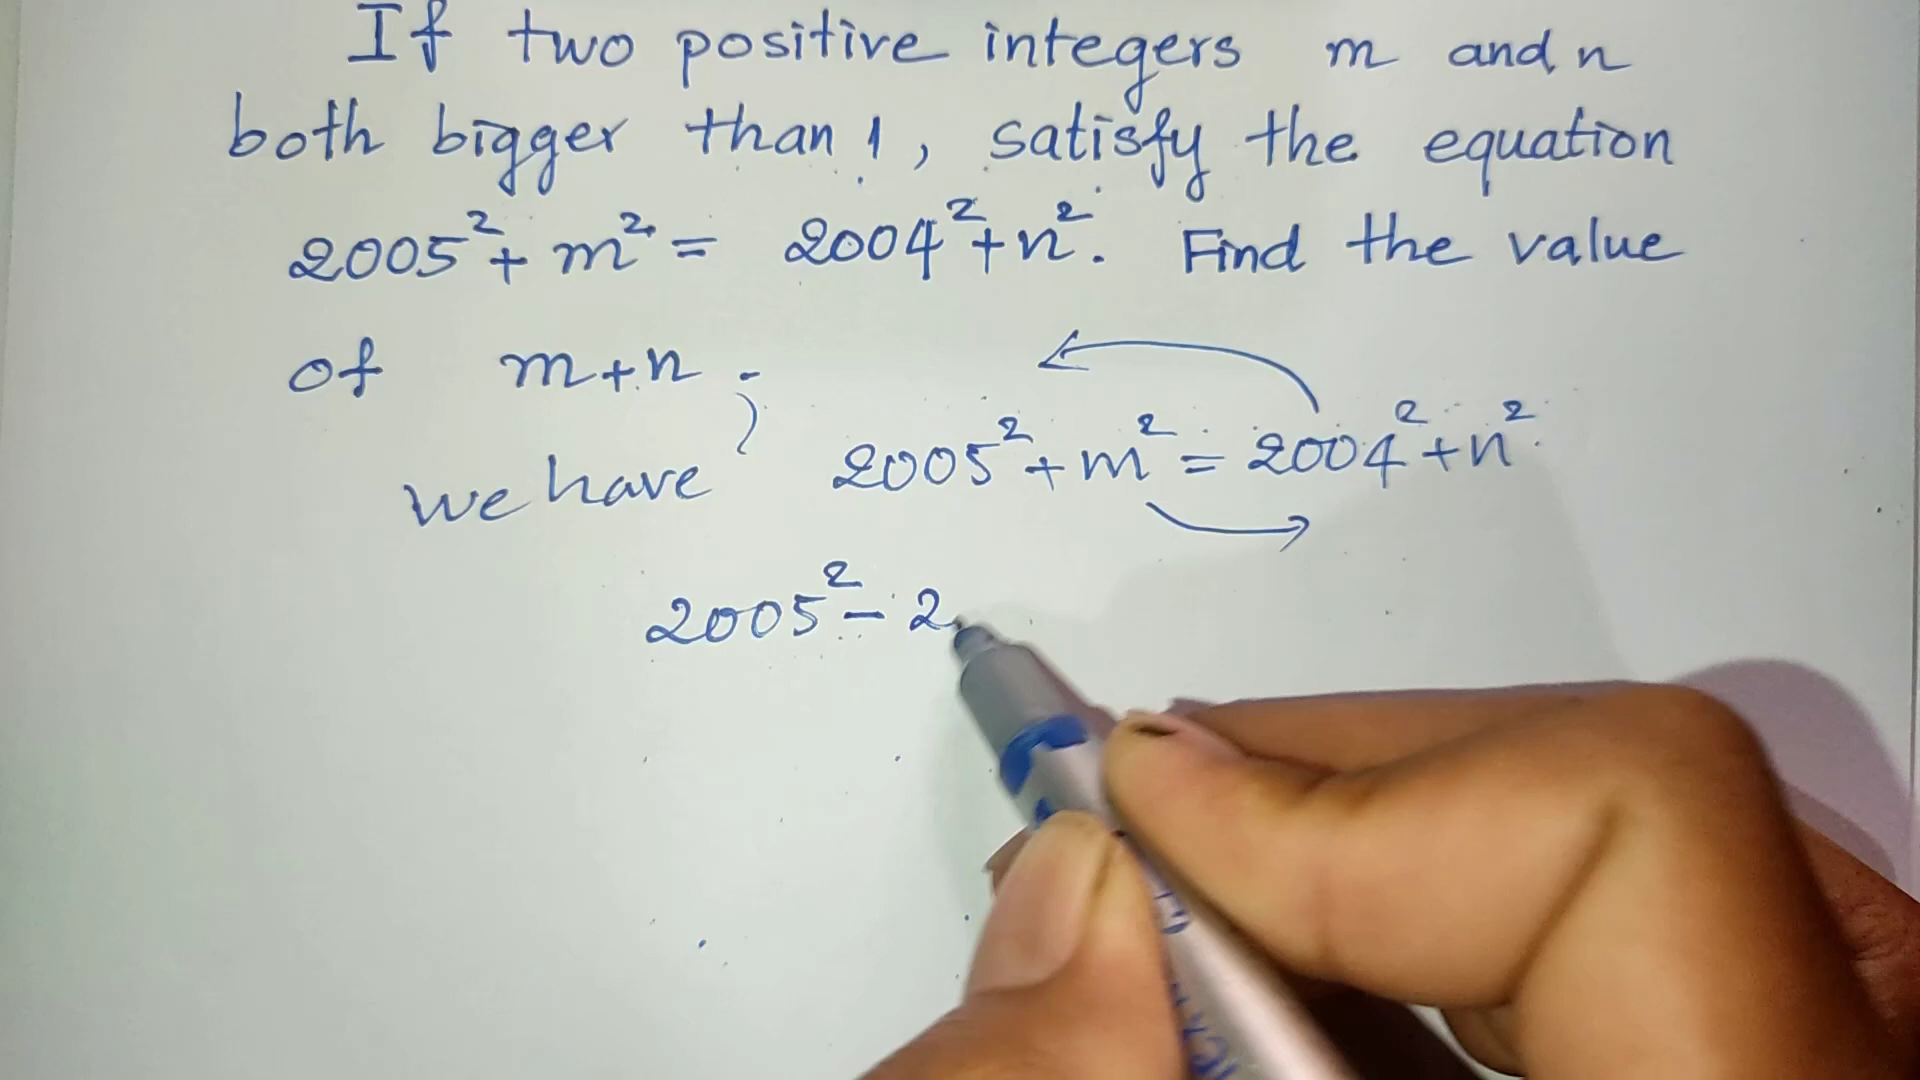 If two positive integers m and n
both bigger than 1, satisfy the equation
2005² + m² = 2004² + n². Find the value
of m+n.
We have, 2005² + m² = 2004² + n²
2005² - 2